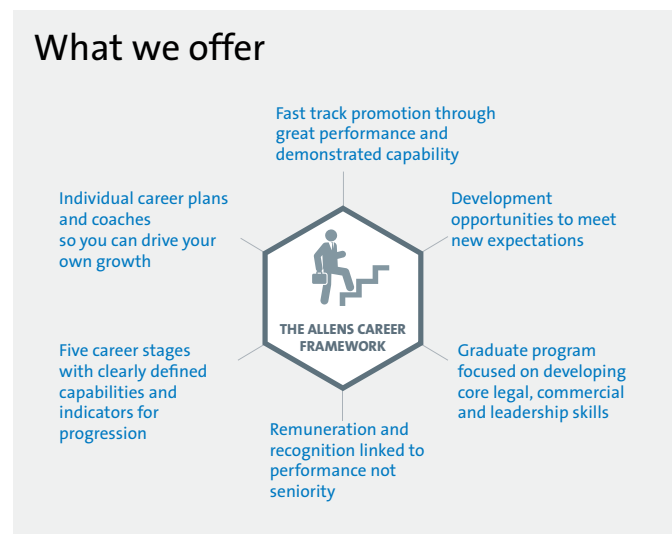 What we offer
Fast track promotion through
great performance and
demonstrated capability
Individual career plans
and coaches
so you can drive your
own growth
Development
opportunities to meet
new expectations
THE ALLENS CAREER
FRAMEWORK
Five career stages
with clearly defined
capabilities and
indicators for
progression
Graduate program
focused on developing
core legal, commercial
and leadership skills
Remuneration and
recognition linked to
performance not
seniority